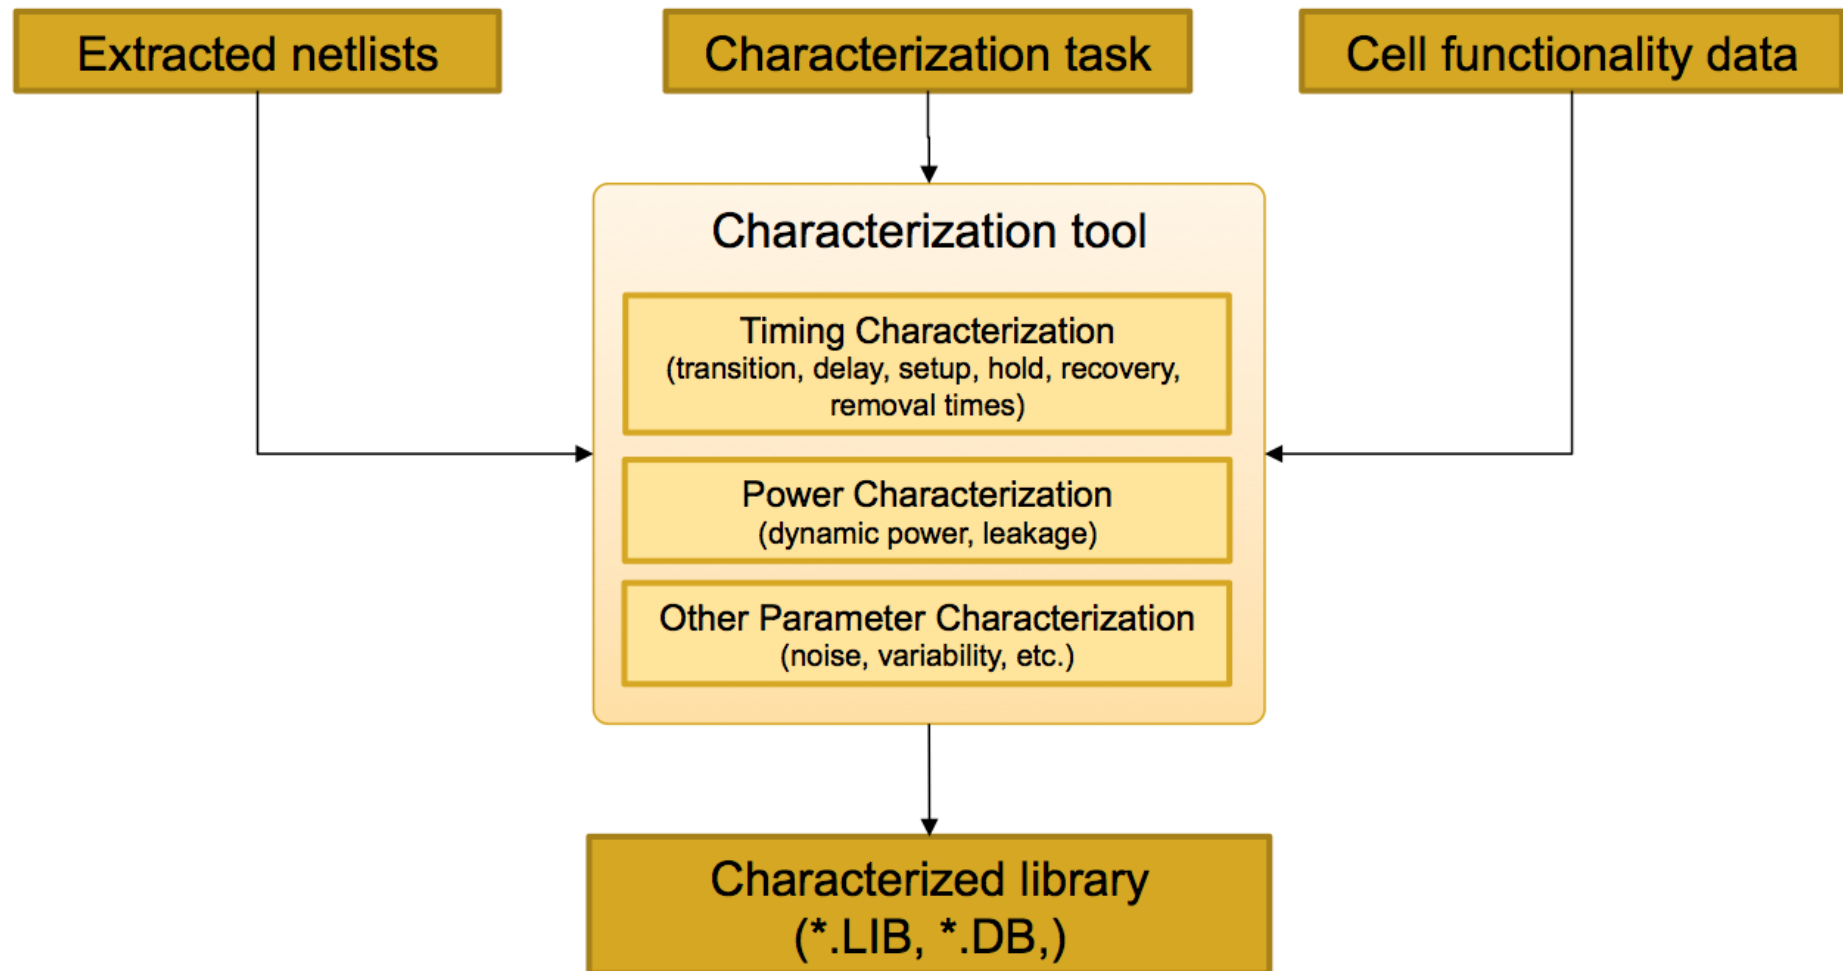 Extracted netlists
Characterization task
Cell functionality data
Characterization tool
Timing Characterization
(transition, delay, setup, hold, recovery,
removal times)
Power Characterization
(dynamic power, leakage)
Other Parameter Characterization
(noise, variability, etc.)
Characterized library
(*.LIB, *.DB,)